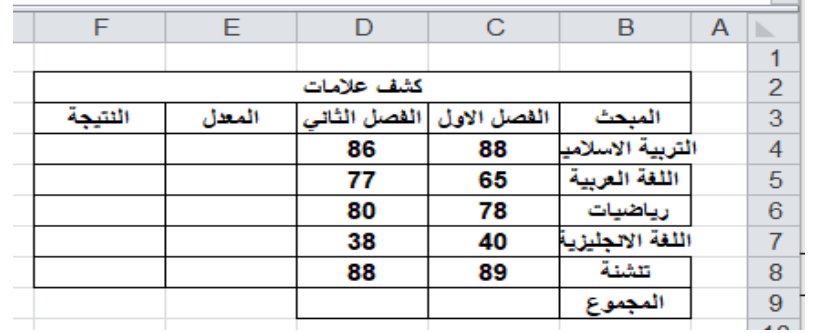 A B C D E F
1
2 كشف علامات
3 المبحث الفصل الاول الفصل الثاني المعدل النتيجة
4 التربية الاسلامي 88 86
5 اللغة العربية 65 77
6 رياضيات 78 80
7 اللغة الانجليزية 40 38
8 تنشئة 89 88
9 المجموع